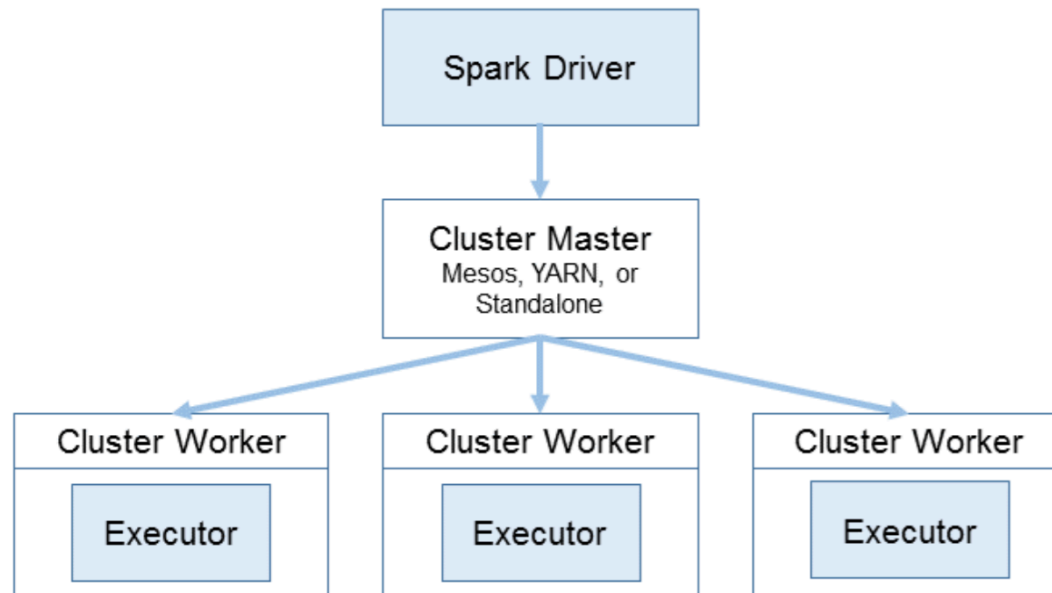 Spark Driver
Cluster Master
Mesos, YARN, or
Standalone
Cluster Worker
Cluster Worker
Cluster Worker
Executor
Executor
Executor